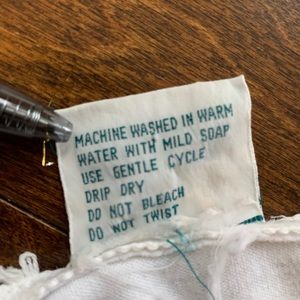 MACHINE WASHED IN WARM
WATER WITH MILD SOAP
USE GENTLE CYCLE
DRIP DRY
DO NOT BLEACH
DO NOT TWIST